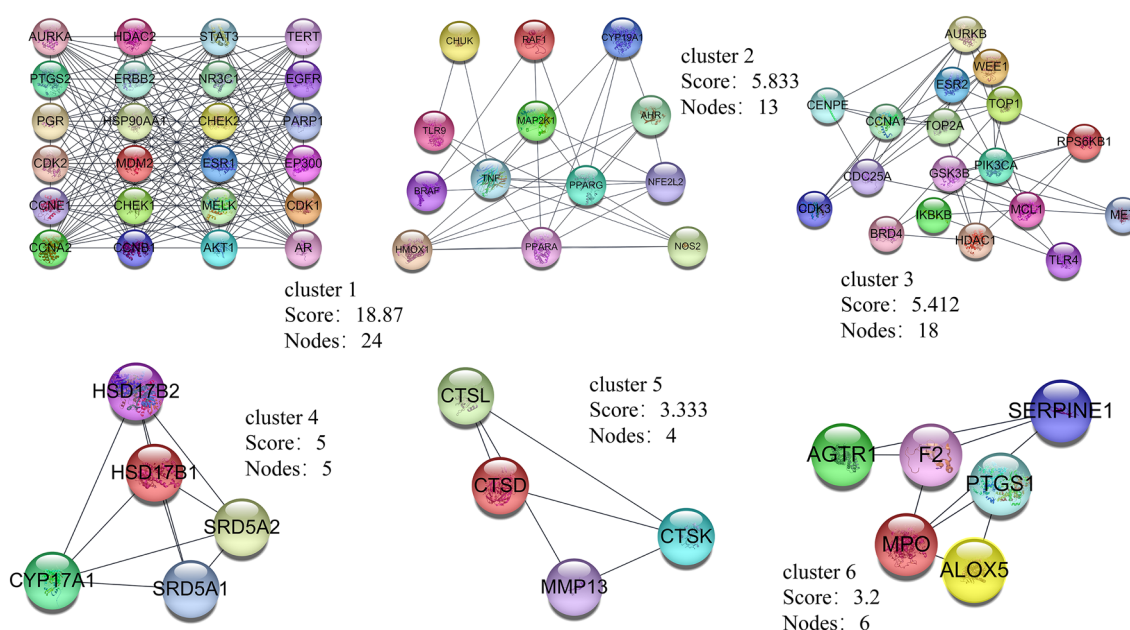 AURKA HDAC2 STAT3 TERT
PTGS2 ERBB2 NR3C1 EGFR
PGR HSP90AA1 CHEK2 PARP1
CDK2 MDM2 ESR1 EP300
CCNE1 CHEK1 MELK CDK1
CCNA2 CCNB1 AKT1 AR
cluster 1
Score: 18.87
Nodes: 24
CHUK RAF1 CYP19A1
TLR9 MAP2K1 AHR
BRAF TNF PPARG NFE2L2
HMOX1 PPARA NOS2
cluster 2
Score: 5.833
Nodes: 13
AURKB
WEE1
ESR2
CENPE TOP1
CCNA1 TOP2A
RPS6KB1
CDC25A GSK3B PIK3CA
CDK3 IKBKB MCL1
BRD4 HDAC1
TLR4
cluster 3
Score: 5.412
Nodes: 18
HSD17B2
HSD17B1
SRD5A2
CYP17A1 SRD5A1
cluster 4
Score: 5
Nodes: 5
CTSL
CTSD
CTSK
MMP13
cluster 5
Score: 3.333
Nodes: 4
SERPINE1
AGTR1 F2
PTGS1
MPO
ALOX5
cluster 6
Score: 3.2
Nodes: 6